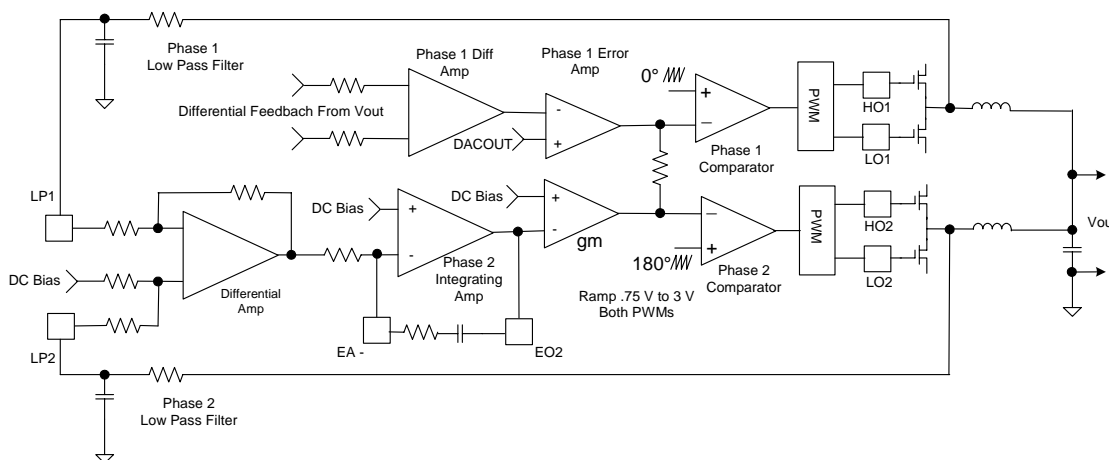 Phase 1
Low Pass Filter
Phase 1 Diff
Amp
Phase 1 Error
Amp
0°
+
−
PWM
HO1
LO1
Differential Feedbach From Vout
-
DACOUT
+
Phase 1
Comparator
LP1
DC Bias
+
-
DC Bias
+
-
gm
−
+
180°
PWM
HO2
LO2
Vou
DC Bias
Differential
Amp
Phase 2
Integrating
Amp
Phase 2
Comparator
Ramp .75 V to 3 V
Both PWMs
LP2
EA -
EO2
Phase 2
Low Pass Filter